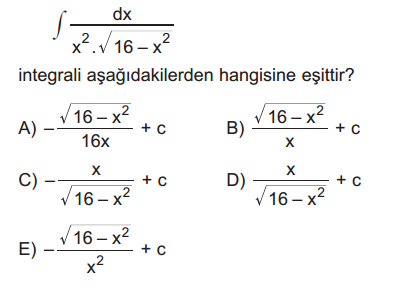 ∫ dx / (x².√(16 – x²))
integrali aşağıdakilerden hangisine eşittir?
A) – √(16 – x²) / 16x + c    B) √(16 – x²) / x + c
C) – x / √(16 – x²) + c    D) x / √(16 – x²) + c
E) – √(16 – x²) / x² + c